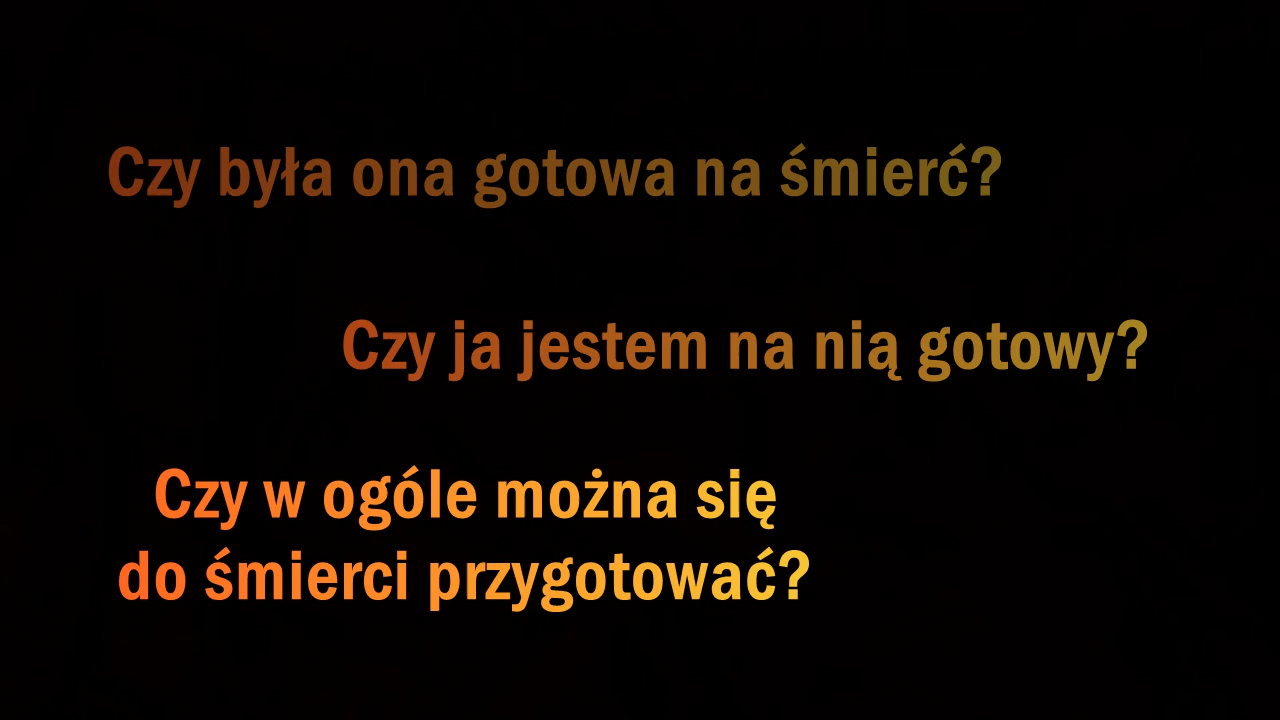 Czy była ona gotowa na śmierć?
Czy ja jestem na nią gotowy?
Czy w ogóle można się
do śmierci przygotować?